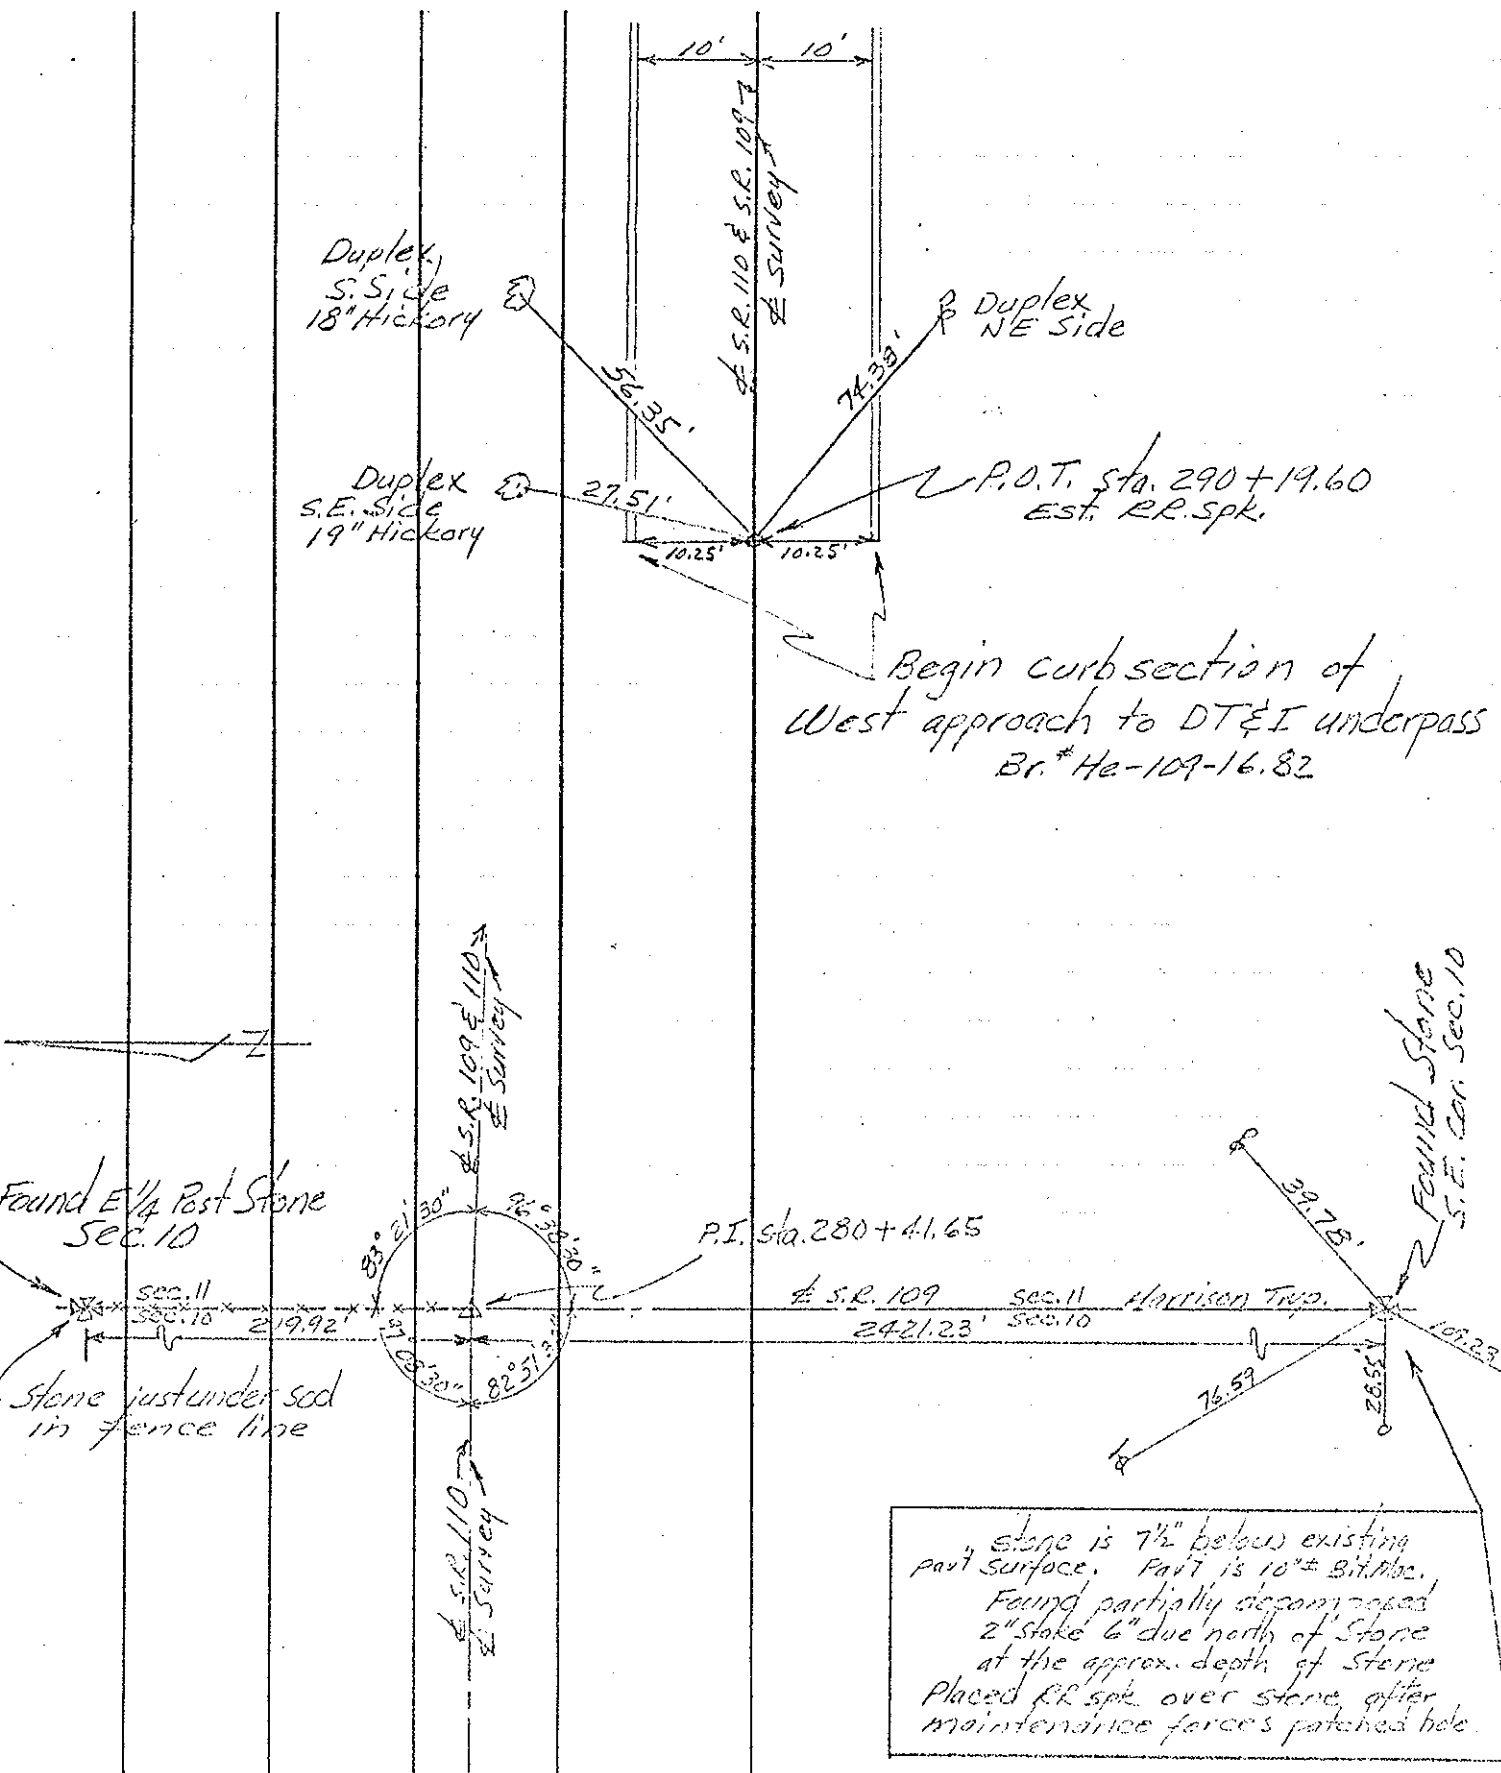 10' 10'
℄ S.R. 110 & S.R. 109
℄ Survey
Duplex
S. Side
18" Hickory
Duplex
NE Side
56.35'
74.38'
Duplex
S.E. Side
19" Hickory
27.51'
P.O.T. Sta. 290+19.60
Est. RR. Spk.
10.25' 10.25'
Begin curb section of
West approach to DT&I underpass
Br.# He-109-16.82
℄ S.R. 109 & 110
℄ Survey
Found Stone
S.E. Cor. Sec. 10
Found E 1/4 Post Stone
Sec. 10
83° 21' 30"
96° 38' 30"
P.I. Sta. 280+41.65
39.78'
Sec. 11
Sec. 10
℄ S.R. 109 Sec. 11 Harrison Twp.
2421.23' Sec. 10
97° 08' 30"
82° 51'
109.23
76.59
28.55'
Stone just under sod
in fence line
℄ S.R. 110
℄ Survey
Stone is 7½" below existing
pav't surface. Pav't is 10"± Bit. Mac.
Found partially decomposed
2" stake 6" due north of Stone
at the approx. depth of Stone
Placed RR spk over stone after
maintenance forces patched hole.